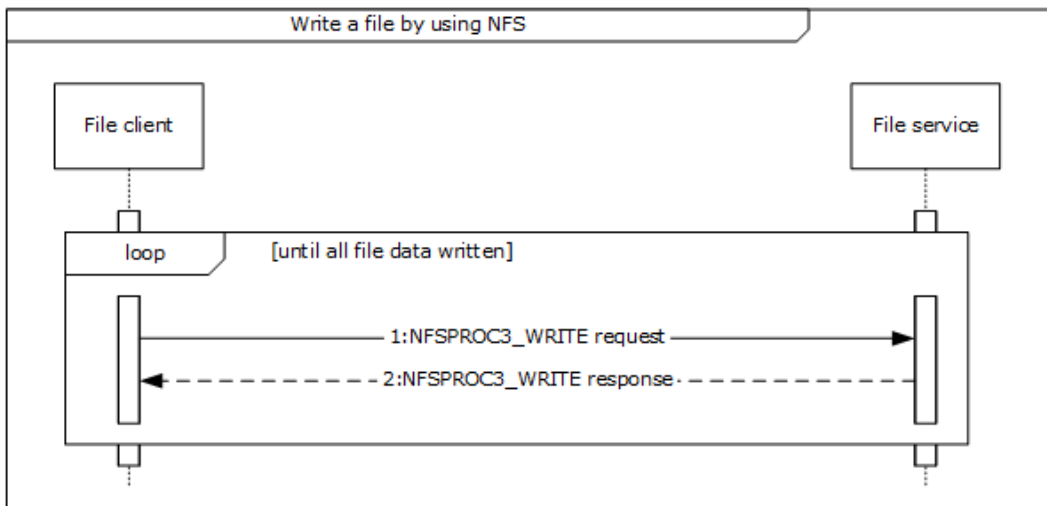 Write a file by using NFS
File client
File service
loop
[until all file data written]
1:NFSPROC3_WRITE request
2:NFSPROC3_WRITE response